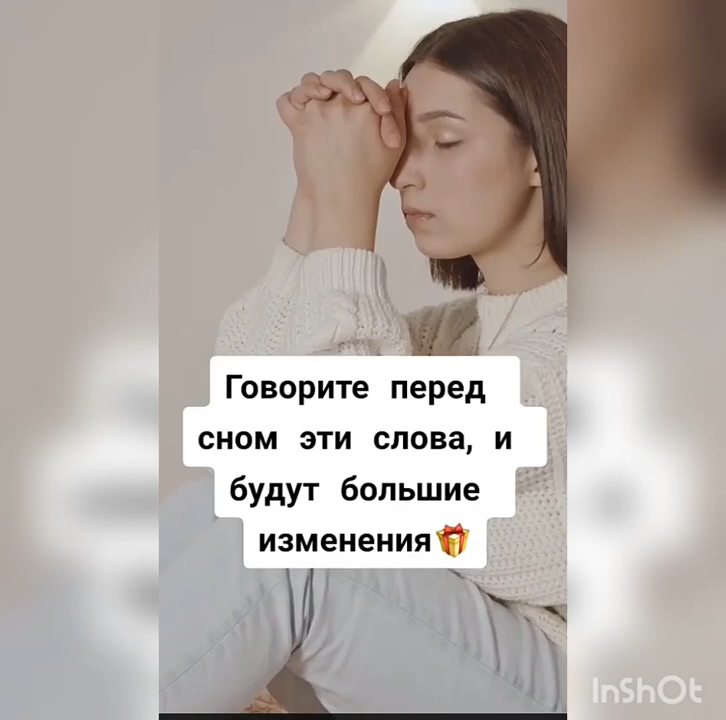 Говорите перед
сном эти слова, и
будут большие
изменения🎁
InShOt